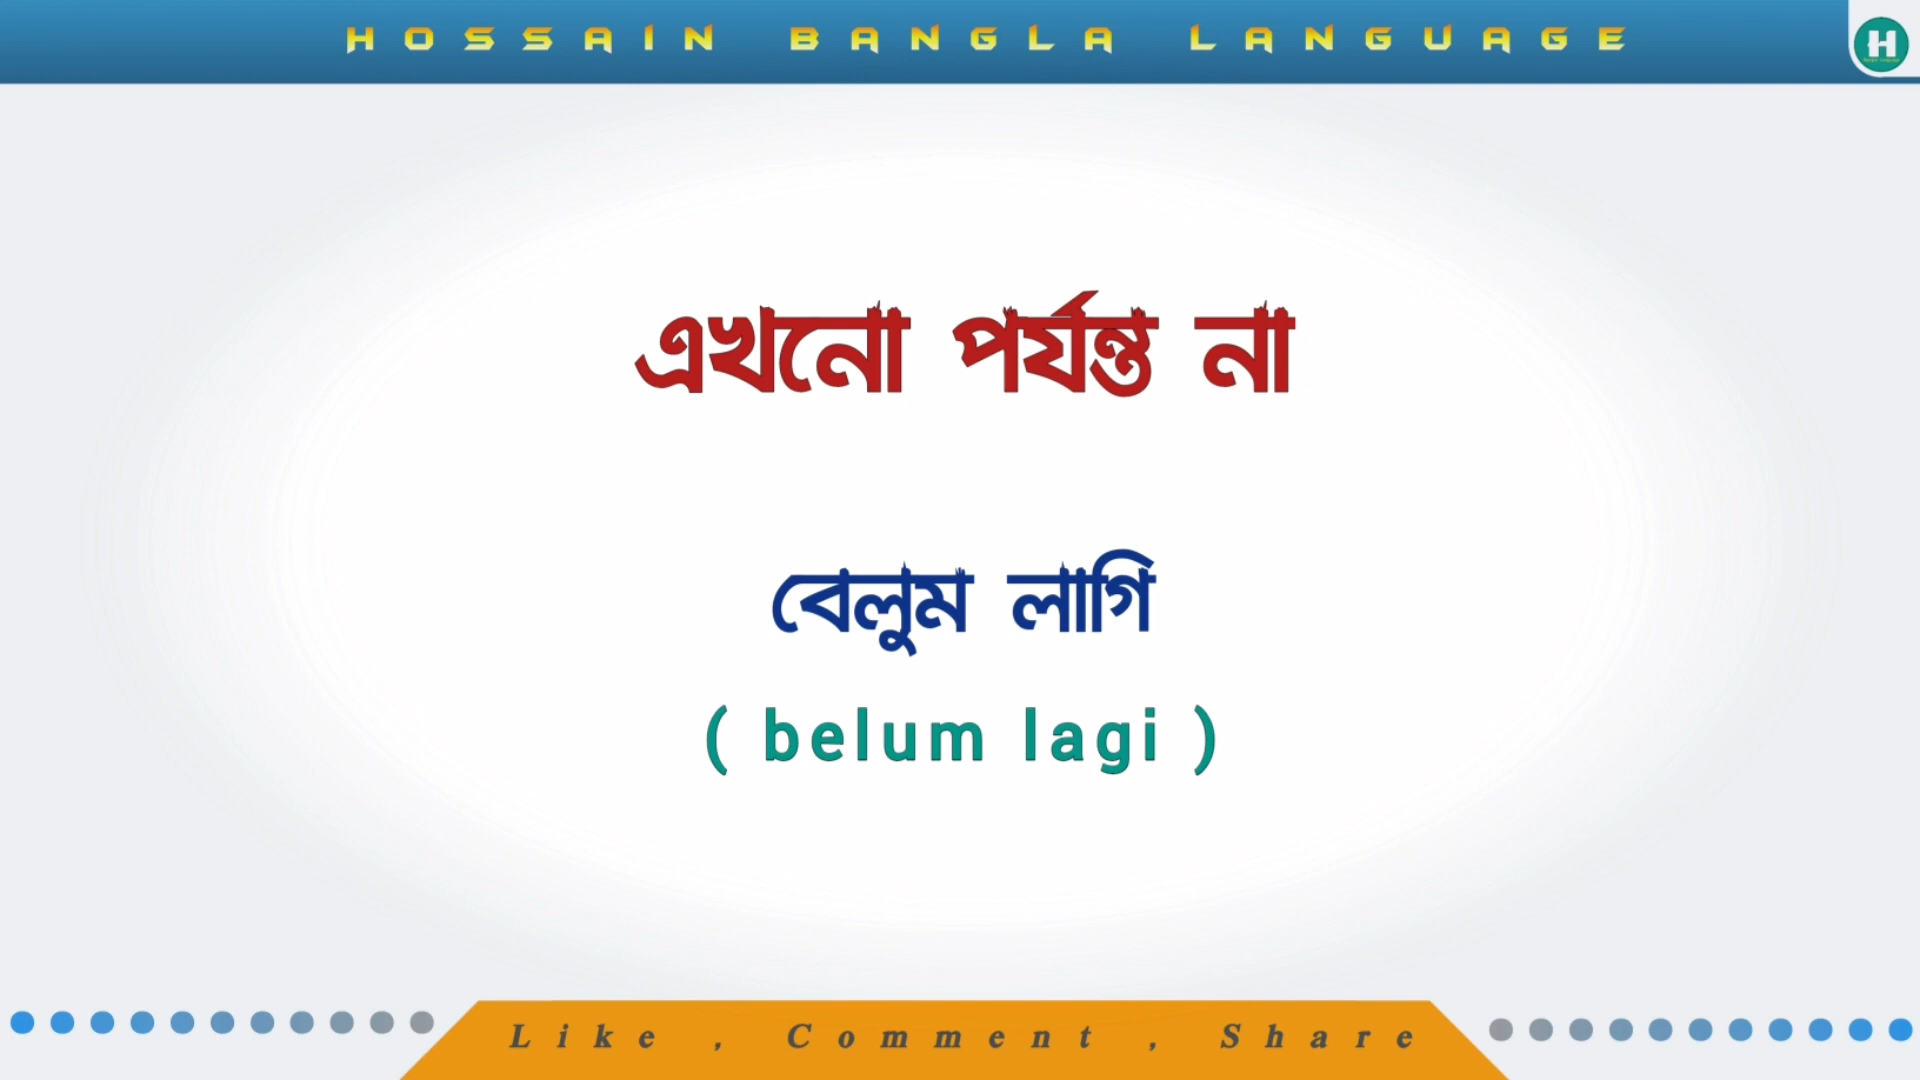 HOSSAIN BANGLA LANGUAGE
H
এখনো পর্যন্ত না
বেলুম লাগি
( belum lagi )
Like , Comment , Share